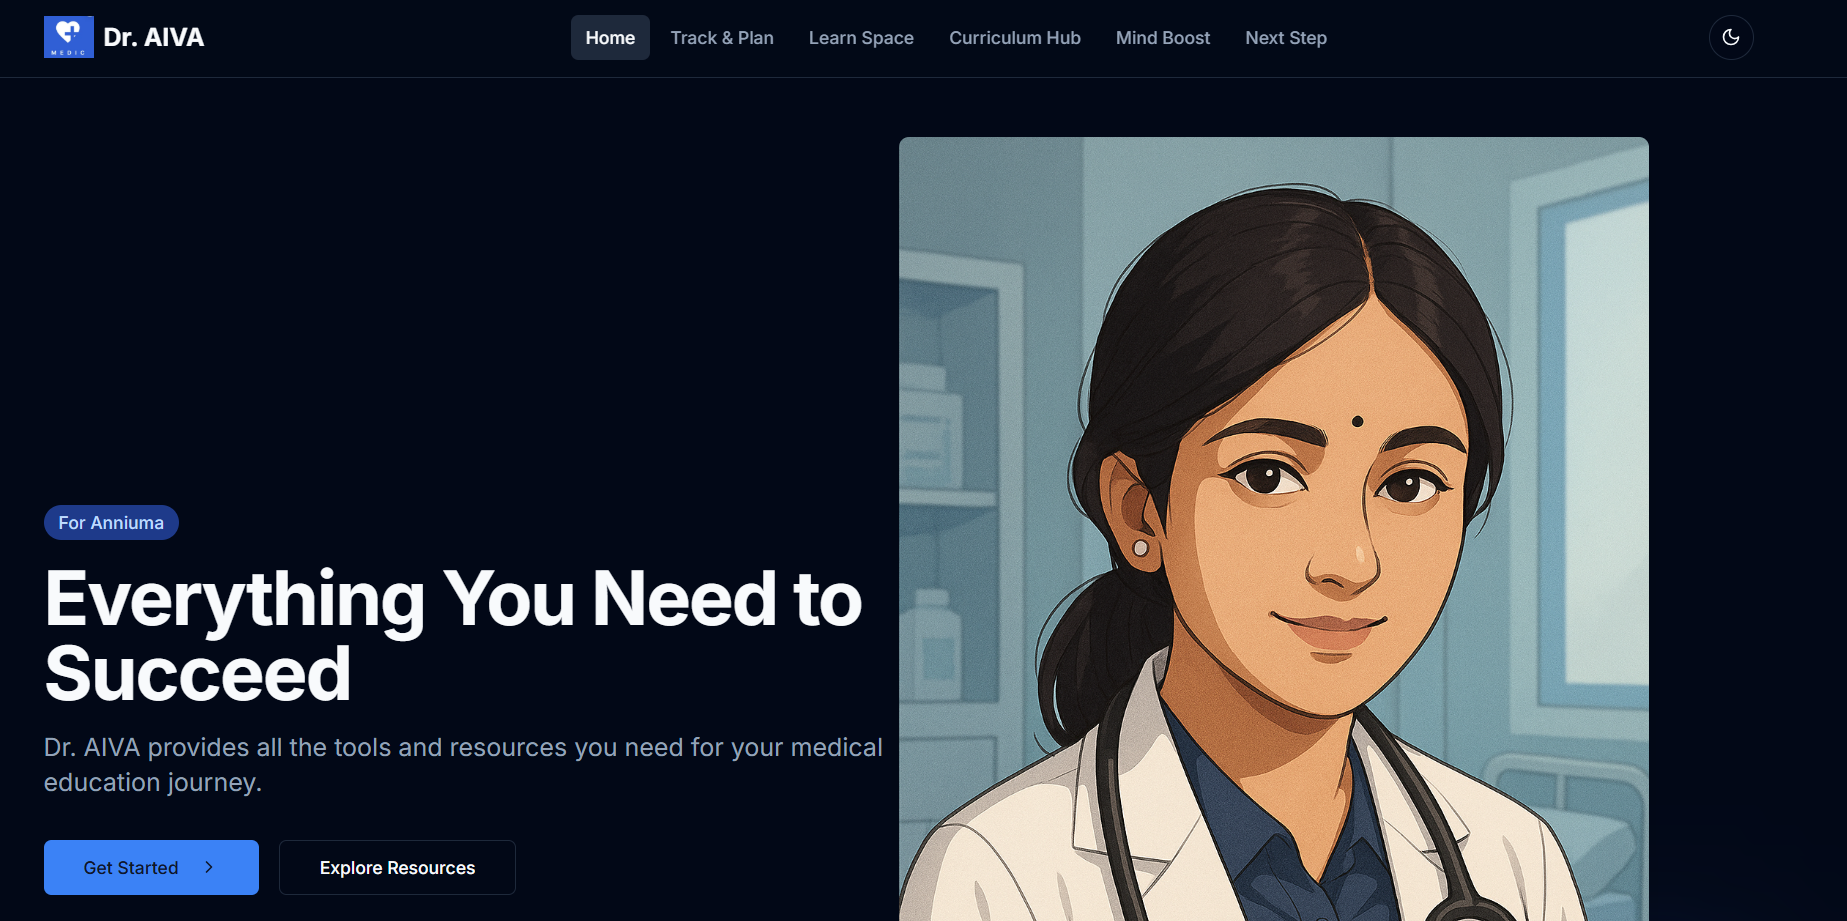 MEDIC
Dr. AIVA
Home
Track & Plan
Learn Space
Curriculum Hub
Mind Boost
Next Step
For Anniuma
Everything You Need to
Succeed
Dr. AIVA provides all the tools and resources you need for your medical
education journey.
Get Started
Explore Resources